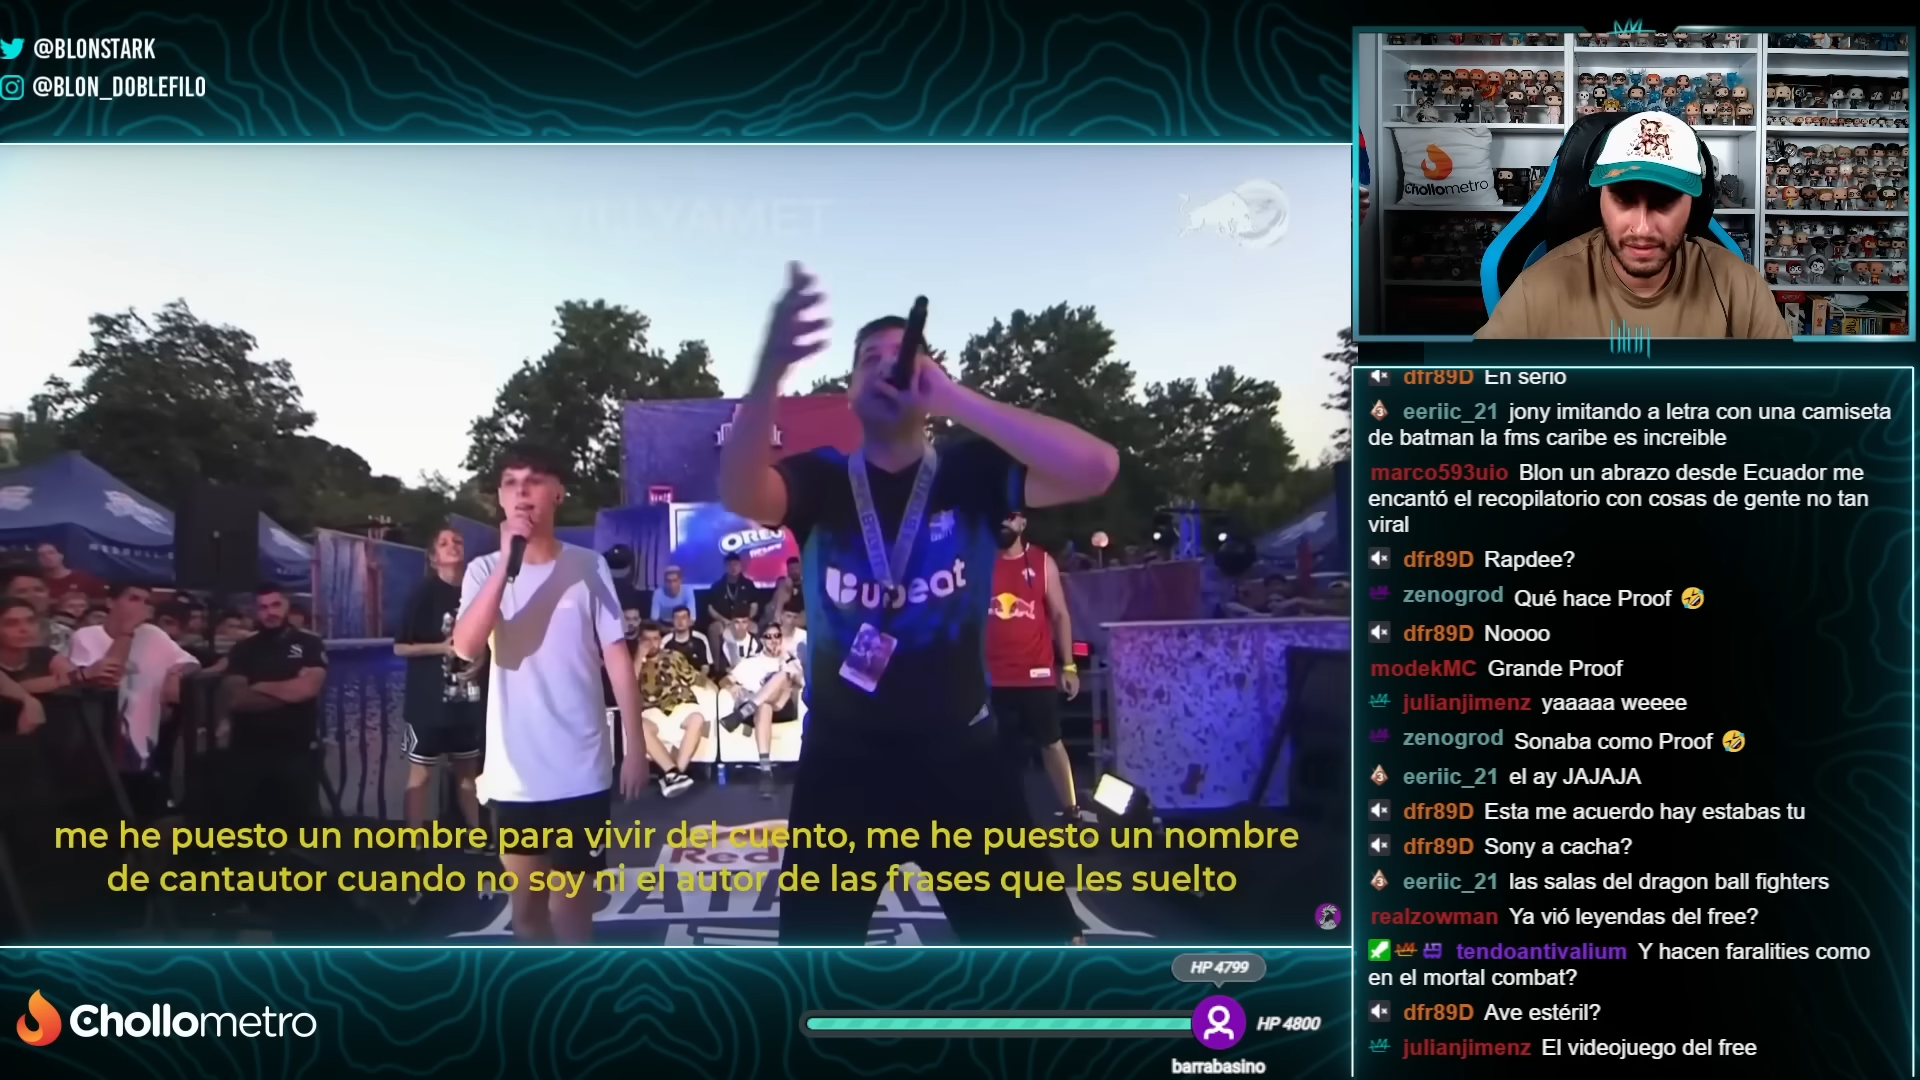 @BLONSTARK
@BLON_DOBLEFILO
chollometro
OREO
upbeat
me he puesto un nombre para vivir del cuento, me he puesto un nombre
de cantautor cuando no soy ni el autor de las frases que les suelto
Red
BATA
Chollometro
HP 4799
HP 4800
barrabasino
dfr89D En serio
eeriic_21 jony imitando a letra con una camiseta
de batman la fms caribe es increible
marco593uio Blon un abrazo desde Ecuador me
encantó el recopilatorio con cosas de gente no tan
viral
dfr89D Rapdee?
zenogrod Qué hace Proof 🤣
dfr89D Noooo
modekMC Grande Proof
julianjimenz yaaaaa weeee
zenogrod Sonaba como Proof 🤣
eeriic_21 el ay JAJAJA
dfr89D Esta me acuerdo hay estabas tu
dfr89D Sony a cacha?
eeriic_21 las salas del dragon ball fighters
realzowman Ya vió leyendas del free?
tendoantivalium Y hacen faralities como
en el mortal combat?
dfr89D Ave estéril?
julianjimenz El videojuego del free